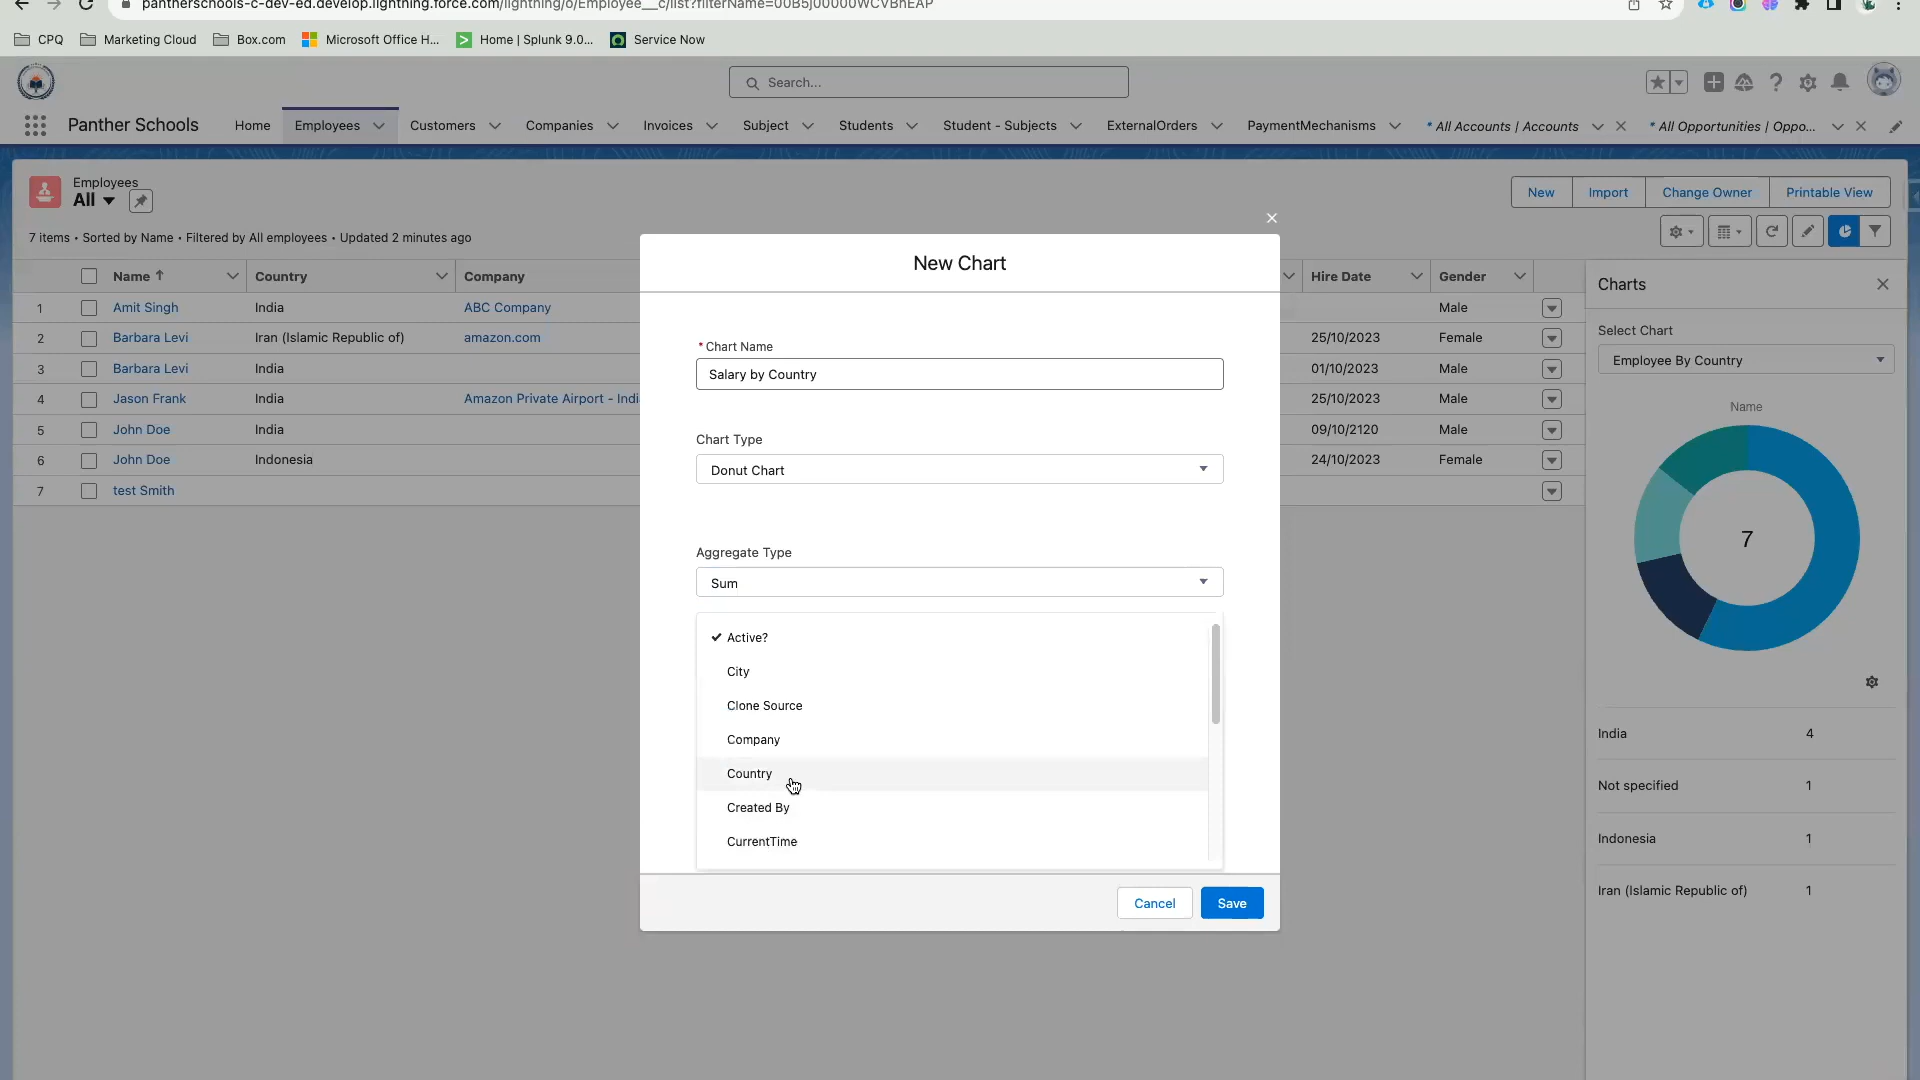 pantherschools-c-dev-ed.develop.lightning.force.com/lightning/o/Employee__c/list?filterName=00B5j00000WCVBhEAP
CPQ Marketing Cloud Box.com Microsoft Office H... Home | Splunk 9.0... Service Now
Search...
Panther Schools Home Employees Customers Companies Invoices Subject Students Student - Subjects ExternalOrders PaymentMechanisms * All Accounts | Accounts * All Opportunities | Oppo...
Employees
All
New Import Change Owner Printable View
7 items • Sorted by Name • Filtered by All employees • Updated 2 minutes ago
Name Country Company Hire Date Gender
1 Amit Singh India ABC Company Male
2 Barbara Levi Iran (Islamic Republic of) amazon.com 25/10/2023 Female
3 Barbara Levi India 01/10/2023 Male
4 Jason Frank India Amazon Private Airport - Indi 25/10/2023 Male
5 John Doe India 09/10/2120 Male
6 John Doe Indonesia 24/10/2023 Female
7 test Smith
New Chart
* Chart Name
Salary by Country
Chart Type
Donut Chart
Aggregate Type
Sum
Active?
City
Clone Source
Company
Country
Created By
CurrentTime
Cancel Save
Charts
Select Chart
Employee By Country
Name
7
India 4
Not specified 1
Indonesia 1
Iran (Islamic Republic of) 1